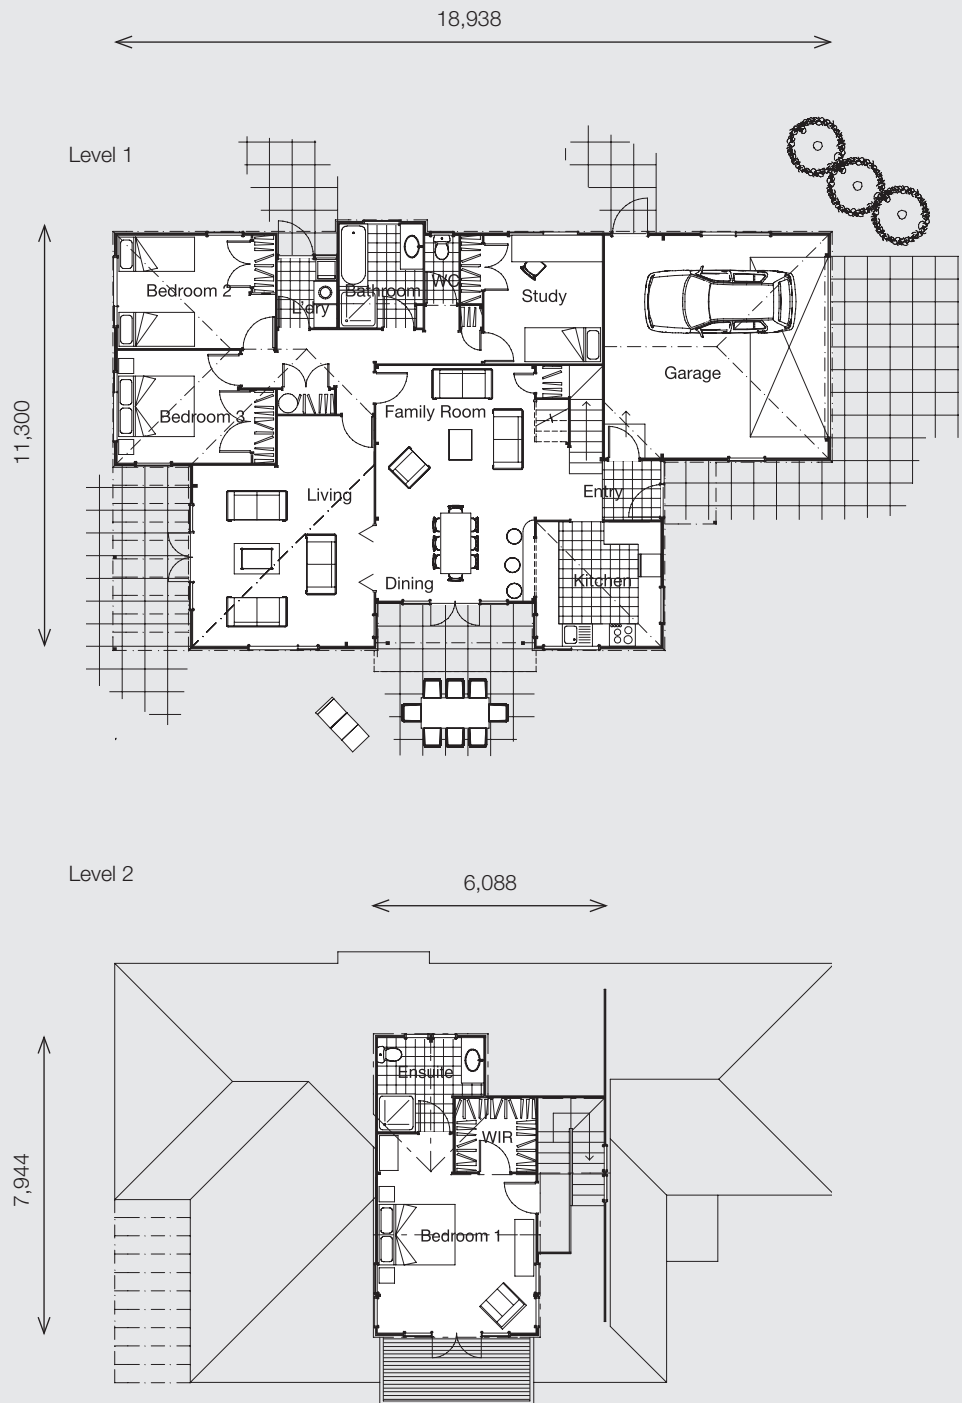 18,938
Level 1
Bedroom 2
L'ery
Bathroom
WC
Study
Garage
Bedroom 3
Family Room
11,300
Living
Entry
Dining
Kitchen
Level 2
6,088
Ensuite
WIR
7,944
Bedroom 1